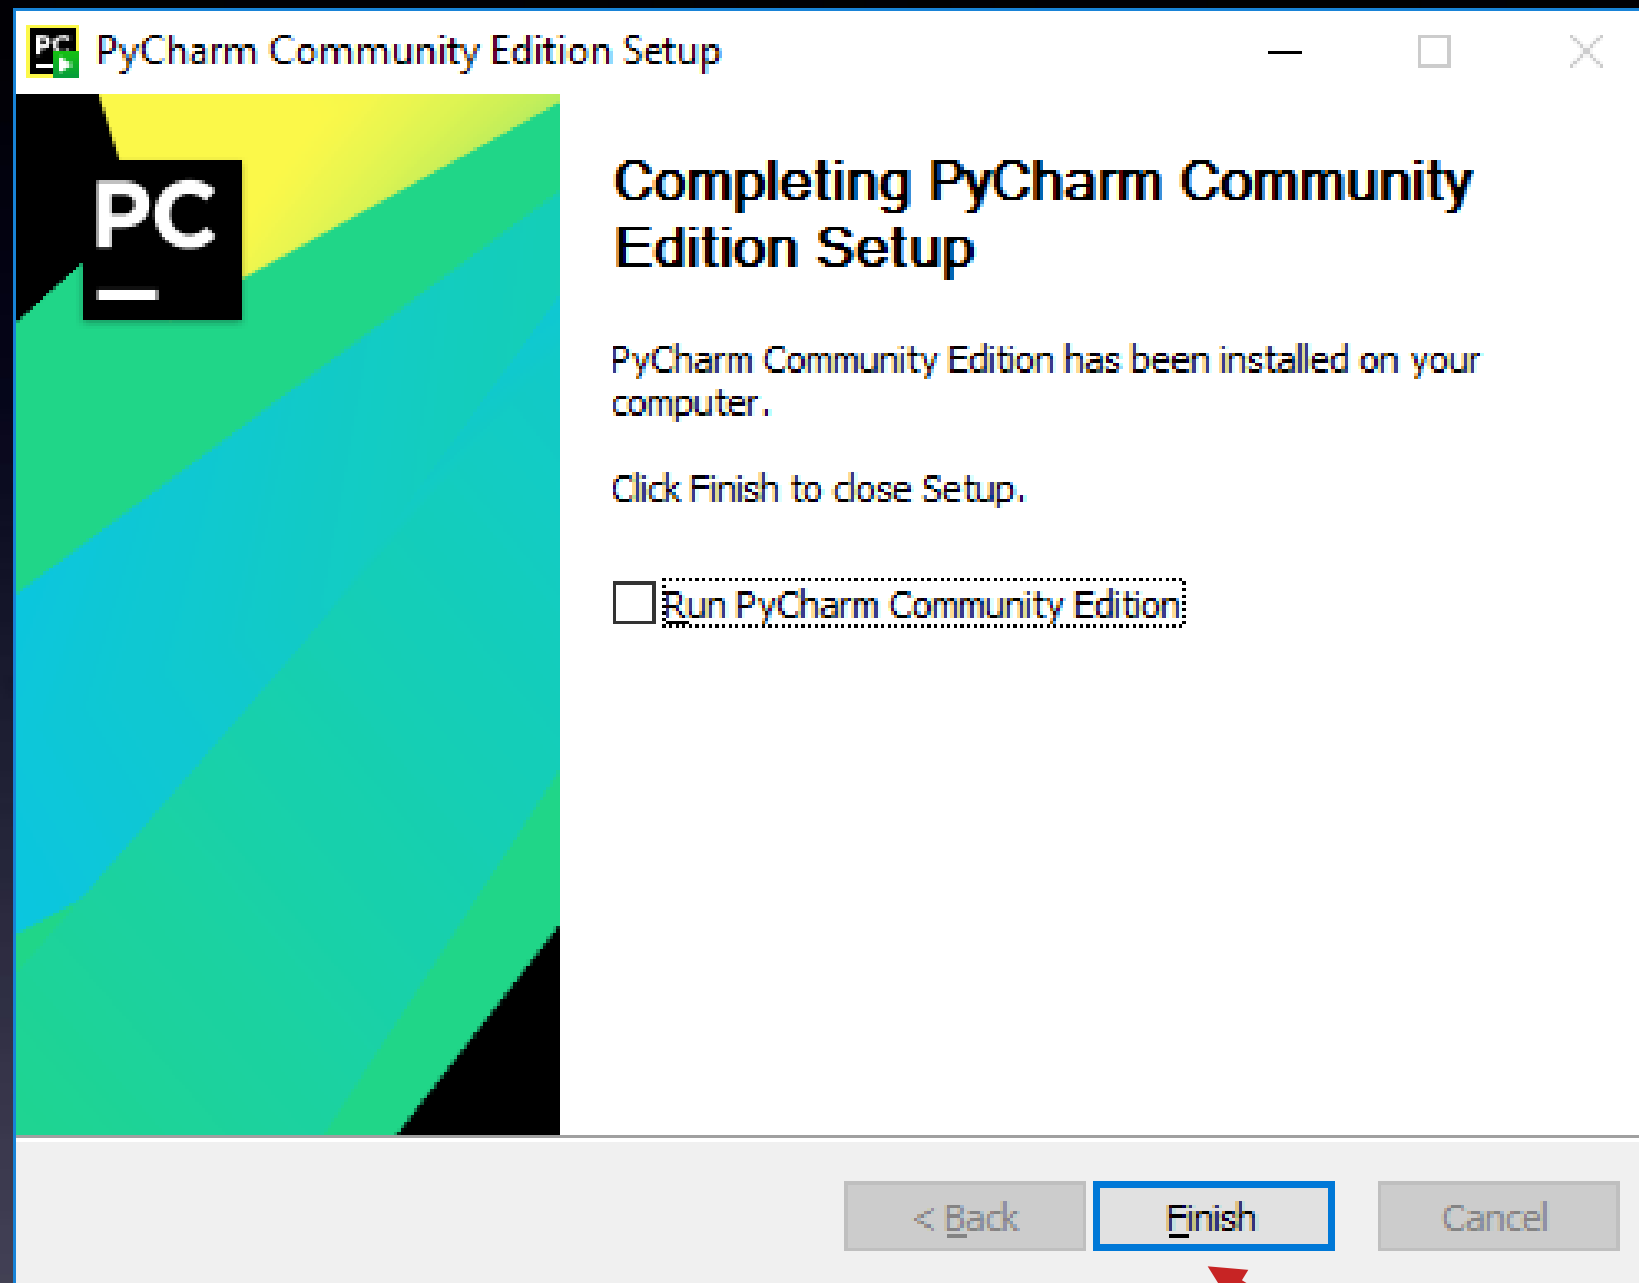 PC
PyCharm Community Edition Setup
PC
Completing PyCharm Community
Edition Setup
PyCharm Community Edition has been installed on your
computer.
Click Finish to close Setup.
Run PyCharm Community Edition
< Back
Finish
Cancel